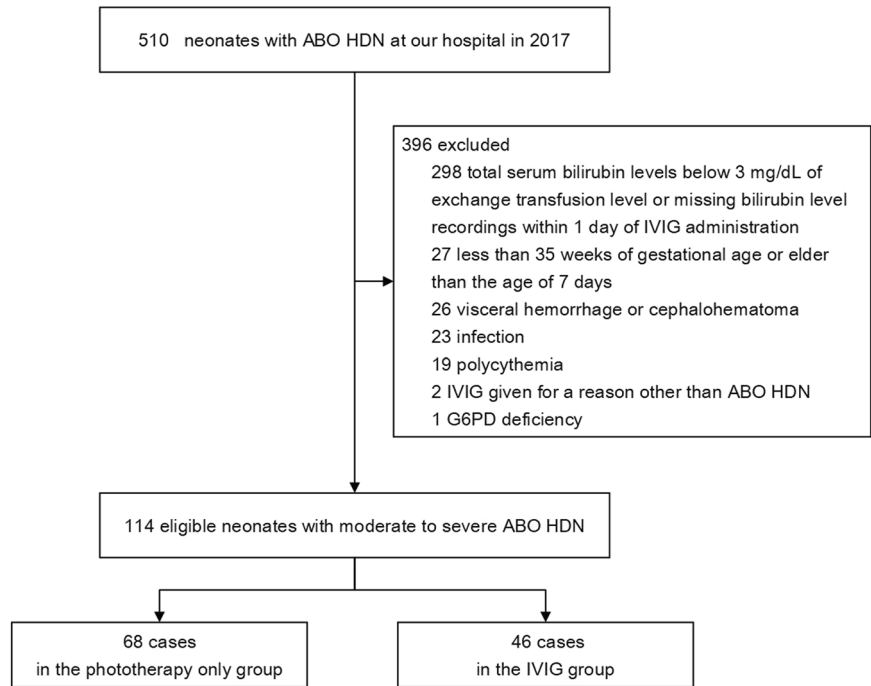 510 neonates with ABO HDN at our hospital in 2017
396 excluded
298 total serum bilirubin levels below 3 mg/dL of
exchange transfusion level or missing bilirubin level
recordings within 1 day of IVIG administration
27 less than 35 weeks of gestational age or elder
than the age of 7 days
26 visceral hemorrhage or cephalohematoma
23 infection
19 polycythemia
2 IVIG given for a reason other than ABO HDN
1 G6PD deficiency
114 eligible neonates with moderate to severe ABO HDN
68 cases
in the phototherapy only group
46 cases
in the IVIG group